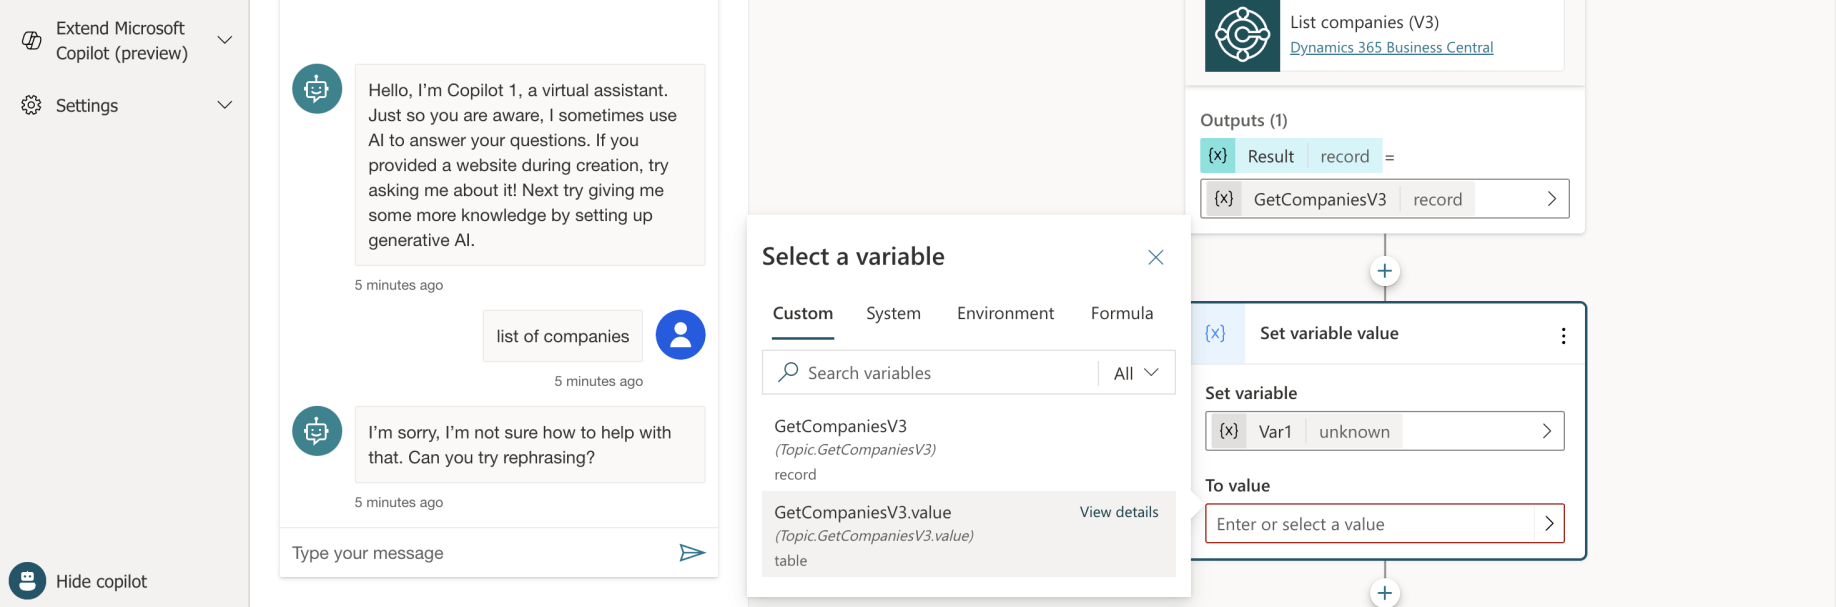 Extend Microsoft
Copilot (preview)
Settings
Hide copilot
Hello, I'm Copilot 1, a virtual assistant.
Just so you are aware, I sometimes use
AI to answer your questions. If you
provided a website during creation, try
asking me about it! Next try giving me
some more knowledge by setting up
generative AI.
5 minutes ago
list of companies
5 minutes ago
I'm sorry, I'm not sure how to help with
that. Can you try rephrasing?
5 minutes ago
Type your message
Select a variable
Custom System Environment Formula
Search variables All
GetCompaniesV3
(Topic.GetCompaniesV3)
record
GetCompaniesV3.value View details
(Topic.GetCompaniesV3.value)
table
List companies (V3)
Dynamics 365 Business Central
Outputs (1)
{x} Result record =
{x} GetCompaniesV3 record
{x} Set variable value
Set variable
{x} Var1 unknown
To value
Enter or select a value